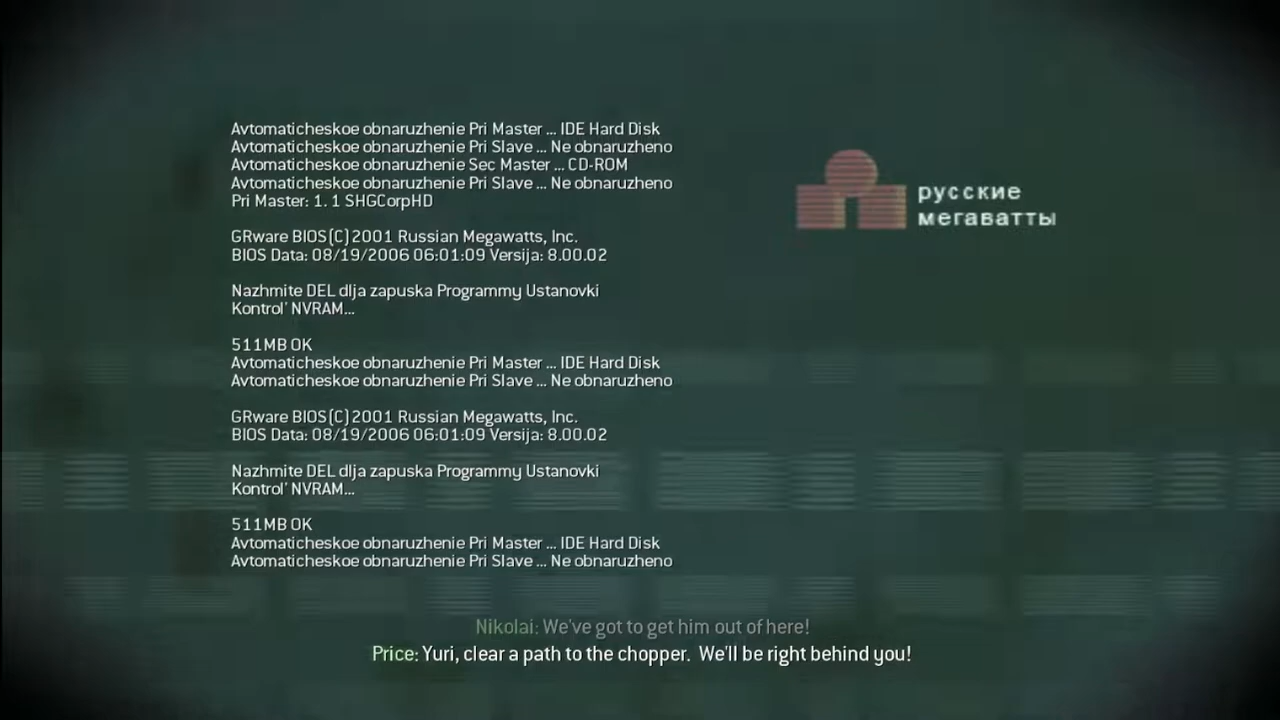 Avtomaticheskoe obnaruzhenie Pri Master ... IDE Hard Disk
Avtomaticheskoe obnaruzhenie Pri Slave ... Ne obnaruzheno
Avtomaticheskoe obnaruzhenie Sec Master ... CD-ROM
Avtomaticheskoe obnaruzhenie Pri Slave ... Ne obnaruzheno
Pri Master: 1. 1 SHGCorpHD
GRware BIOS(C)2001 Russian Megawatts, Inc.
BIOS Data: 08/19/2006 06:01:09 Versija: 8.00.02
Nazhmite DEL dlja zapuska Programmy Ustanovki
Kontrol' NVRAM...
511MB OK
Avtomaticheskoe obnaruzhenie Pri Master ... IDE Hard Disk
Avtomaticheskoe obnaruzhenie Pri Slave ... Ne obnaruzheno
GRware BIOS(C)2001 Russian Megawatts, Inc.
BIOS Data: 08/19/2006 06:01:09 Versija: 8.00.02
Nazhmite DEL dlja zapuska Programmy Ustanovki
Kontrol' NVRAM...
511MB OK
Avtomaticheskoe obnaruzhenie Pri Master ... IDE Hard Disk
Avtomaticheskoe obnaruzhenie Pri Slave ... Ne obnaruzheno
русские
мегаватты
Nikolai: We've got to get him out of here!
Price: Yuri, clear a path to the chopper. We'll be right behind you!